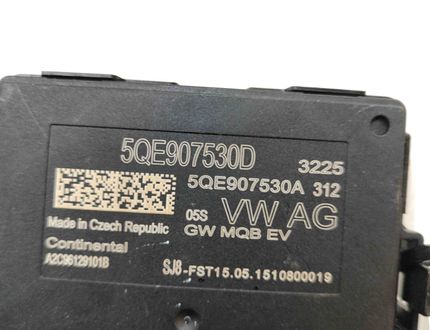 5QE907530D 3225
5QE907530A 312
05S VW AG
Made in Czech Republic GW MQB EV
Continental
A2C96129101B SJ8-FST15.05.1510800019